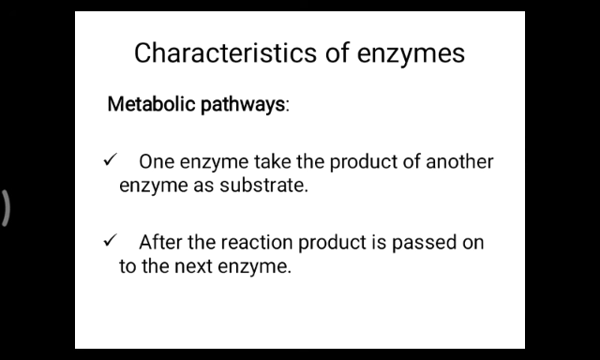 Characteristics of enzymes
Metabolic pathways:
✓ One enzyme take the product of another
enzyme as substrate.
✓ After the reaction product is passed on
to the next enzyme.